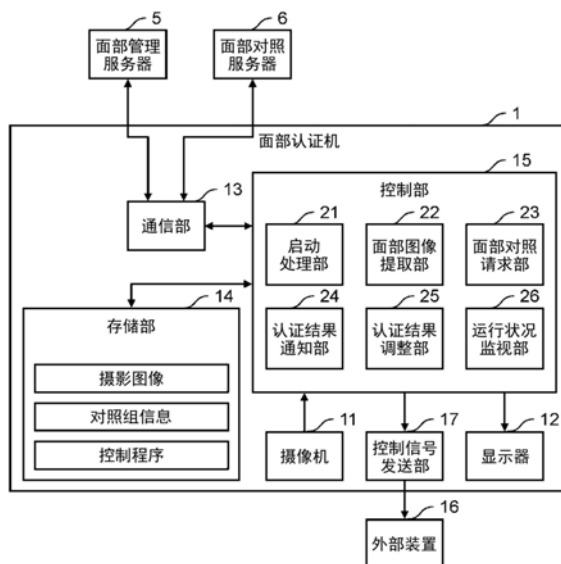 5
6
面部管理
服务器
面部对照
服务器
1
面部认证机
13
通信部
15
控制部
21
22
23
启动
处理部
面部图像
提取部
面部对照
请求部
24
25
26
认证结果
通知部
认证结果
调整部
运行状况
监视部
14
存储部
摄影图像
对照组信息
控制程序
11
摄像机
17
控制信号
发送部
12
显示器
16
外部装置